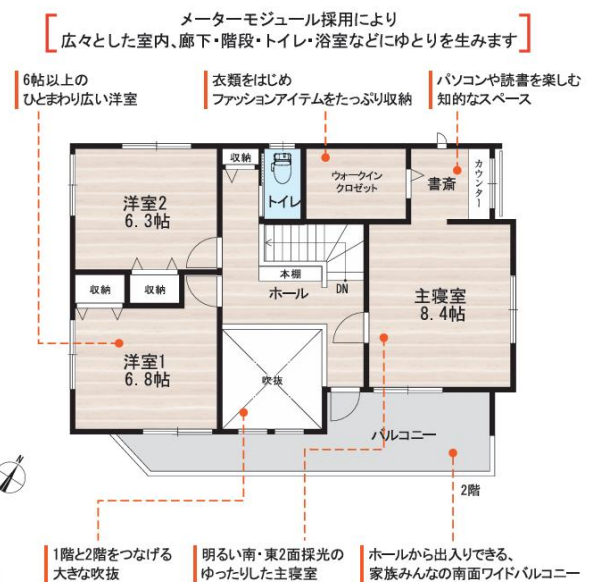 メーターモジュール採用により
広々とした室内、廊下・階段・トイレ・浴室などにゆとりを生みます
6帖以上の
ひとまわり広い洋室
衣類をはじめ
ファッションアイテムをたっぷり収納
パソコンや読書を楽しむ
知的なスペース
収納
トイレ
ウォークイン
クロゼット
書斎
カウンター
洋室2
6.3帖
収納
収納
本棚
ホール
DN
主寝室
8.4帖
洋室1
6.8帖
吹抜
バルコニー
N
2階
1階と2階をつなげる
大きな吹抜
明るい南・東2面採光の
ゆったりした主寝室
ホールから出入りできる、
家族みんなの南面ワイドバルコニー